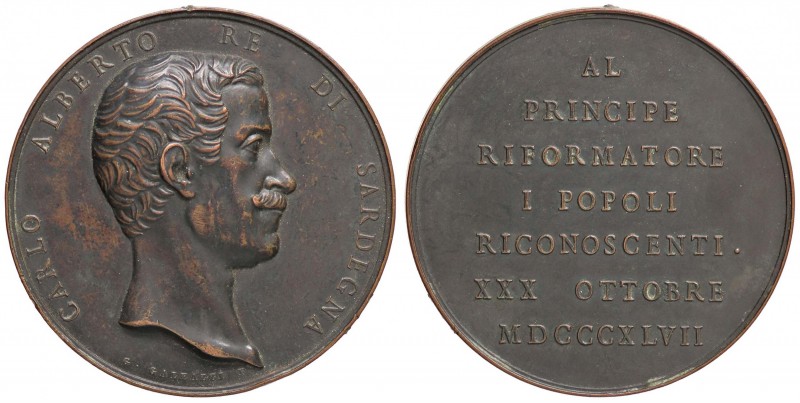 CARLO ALBERTO RE DI SARDEGNA
AL
PRINCIPE
RIFORMATORE
I POPOLI
RICONOSCENTI.
XXX OTTOBRE
MDCCCXLVII